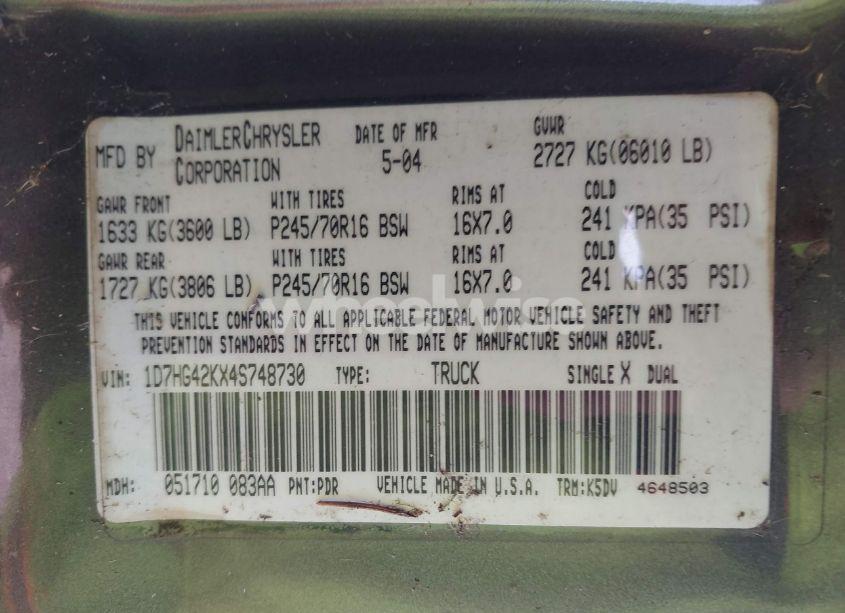 MFD BY DAIMLERCHRYSLER CORPORATION
DATE OF MFR 5-04
GVWR 2727 KG(06010 LB)
GAWR FRONT WITH TIRES RIMS AT COLD
1633 KG(3600 LB) P245/70R16 BSW 16X7.0 241 KPA(35 PSI)
GAWR REAR WITH TIRES RIMS AT COLD
1727 KG(3806 LB) P245/70R16 BSW 16X7.0 241 KPA(35 PSI)
wheelwise
THIS VEHICLE CONFORMS TO ALL APPLICABLE FEDERAL MOTOR VEHICLE SAFETY AND THEFT
PREVENTION STANDARDS IN EFFECT ON THE DATE OF MANUFACTURE SHOWN ABOVE.
VIN: 1D7HG42KX4S748730 TYPE: TRUCK SINGLE X DUAL
MDH: 051710 083AA PNT:PDR VEHICLE MADE IN U.S.A. TRM:K5DV 4648503